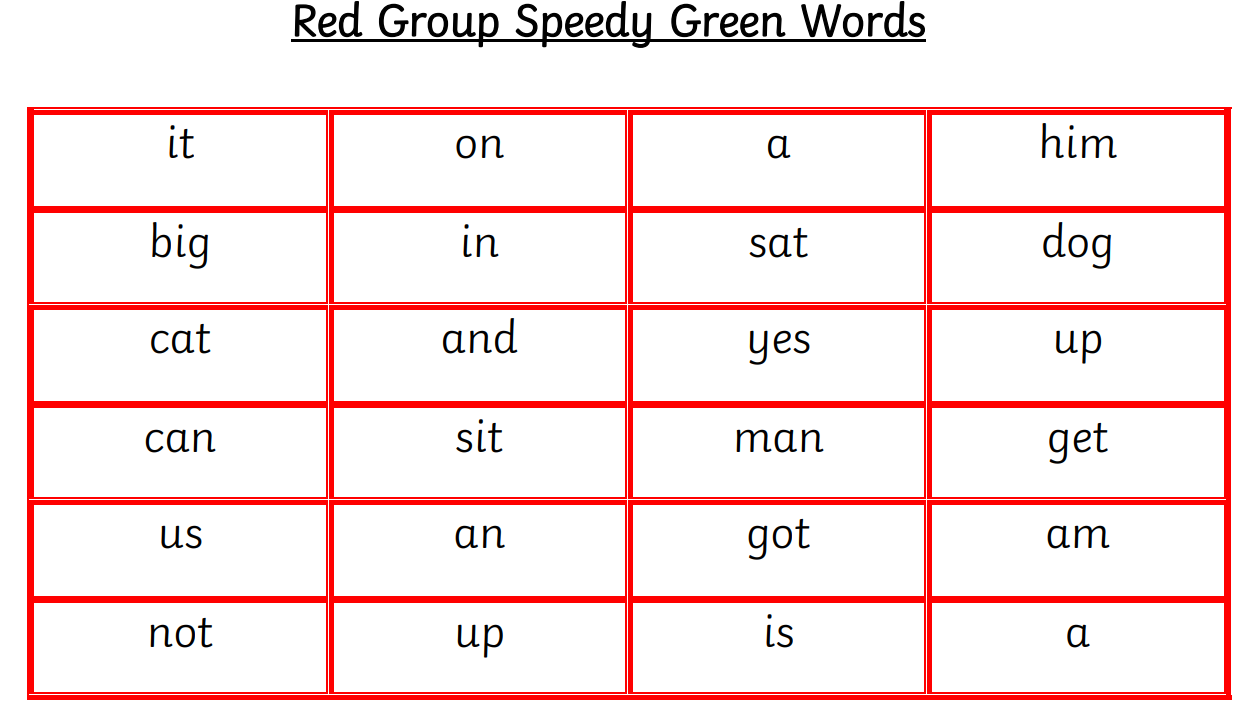 Red Group Speedy Green Words
it on a him
big in sat dog
cat and yes up
can sit man get
us an got am
not up is a